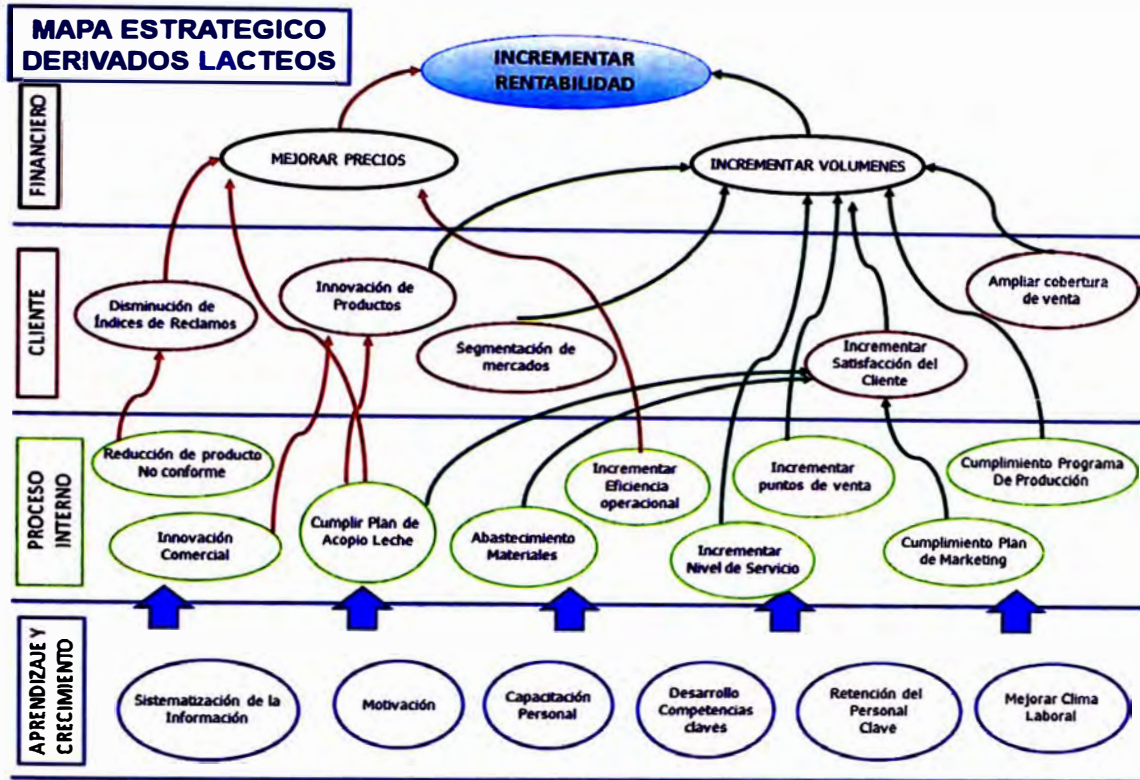 MAPA ESTRATEGICO
DERIVADOS LACTEOS
INCREMENTAR
RENTABILIDAD
FINANCIERO
MEJORAR PRECIOS
INCREMENTAR VOLUMENES
CLIENTE
Disminución de
Índices de Reclamos
Innovación de
Productos
Segmentación de
mercados
Incrementar
Satisfacción del
Cliente
Ampliar cobertura
de venta
PROCESO
INTERNO
Reducción de producto
No conforme
Innovación
Comercial
Cumplir Plan de
Acopio Leche
Abastecimiento
Materiales
Incrementar
Eficiencia
operacional
Incrementar
Nivel de Servicio
Incrementar
puntos de venta
Cumplimiento Plan
de Marketing
Cumplimiento Programa
De Producción
APRENDIZAJE Y
CRECIMIENTO
Sistematización de la
Información
Motivación
Capacitación
Personal
Desarrollo
Competencias
claves
Retención del
Personal
Clave
Mejorar Clima
Laboral